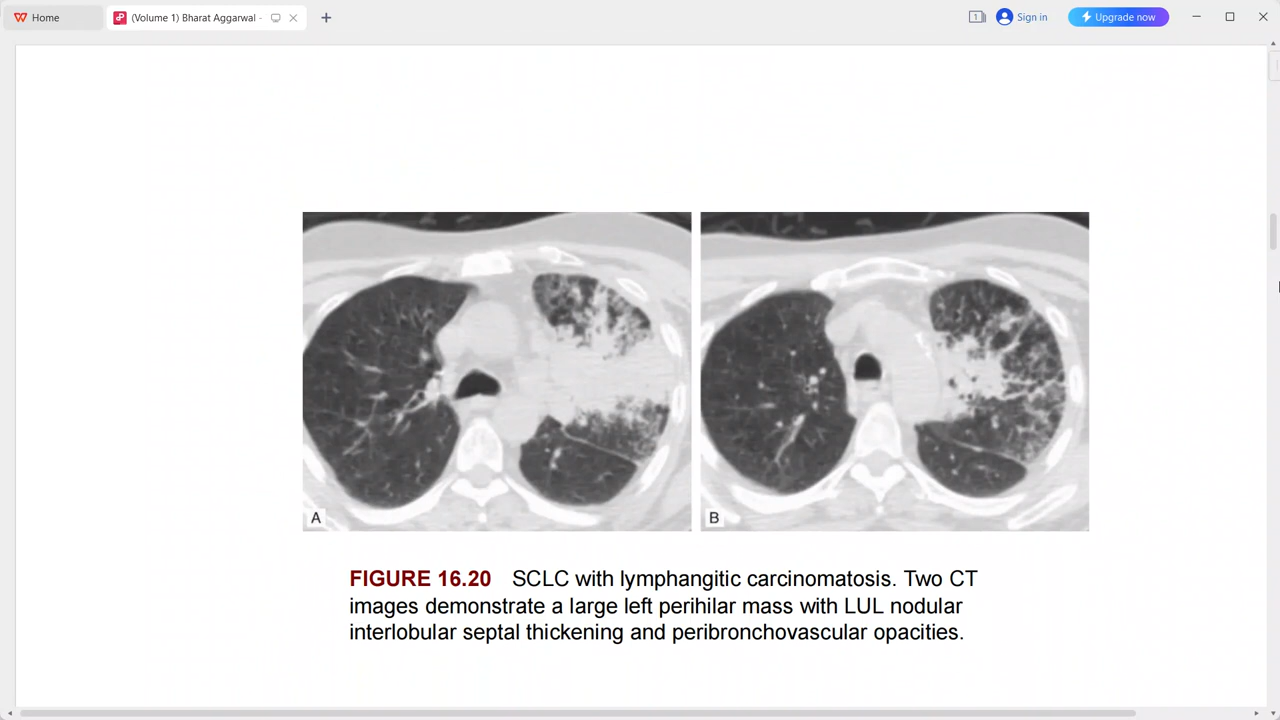 Home
(Volume 1) Bharat Aggarwal -
1
Sign in
Upgrade now
A
B
FIGURE 16.20 SCLC with lymphangitic carcinomatosis. Two CT
images demonstrate a large left perihilar mass with LUL nodular
interlobular septal thickening and peribronchovascular opacities.